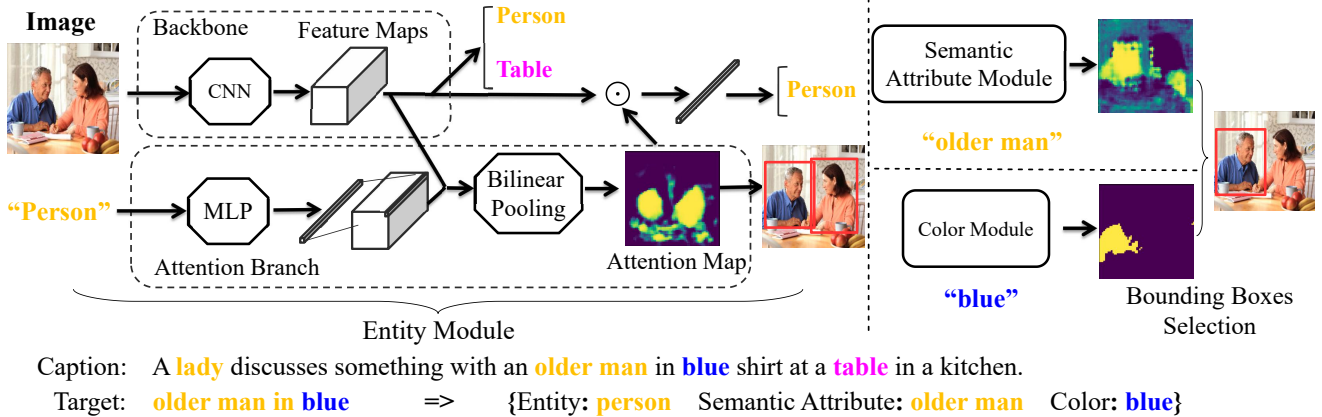 Image
Backbone
Feature Maps
CNN
Person
Table
Person
"Person"
MLP
Bilinear
Pooling
Attention Branch
Attention Map
Entity Module
Semantic
Attribute Module
"older man"
Color Module
"blue"
Bounding Boxes
Selection
Caption: A lady discusses something with an older man in blue shirt at a table in a kitchen.
Target: older man in blue => {Entity: person Semantic Attribute: older man Color: blue}